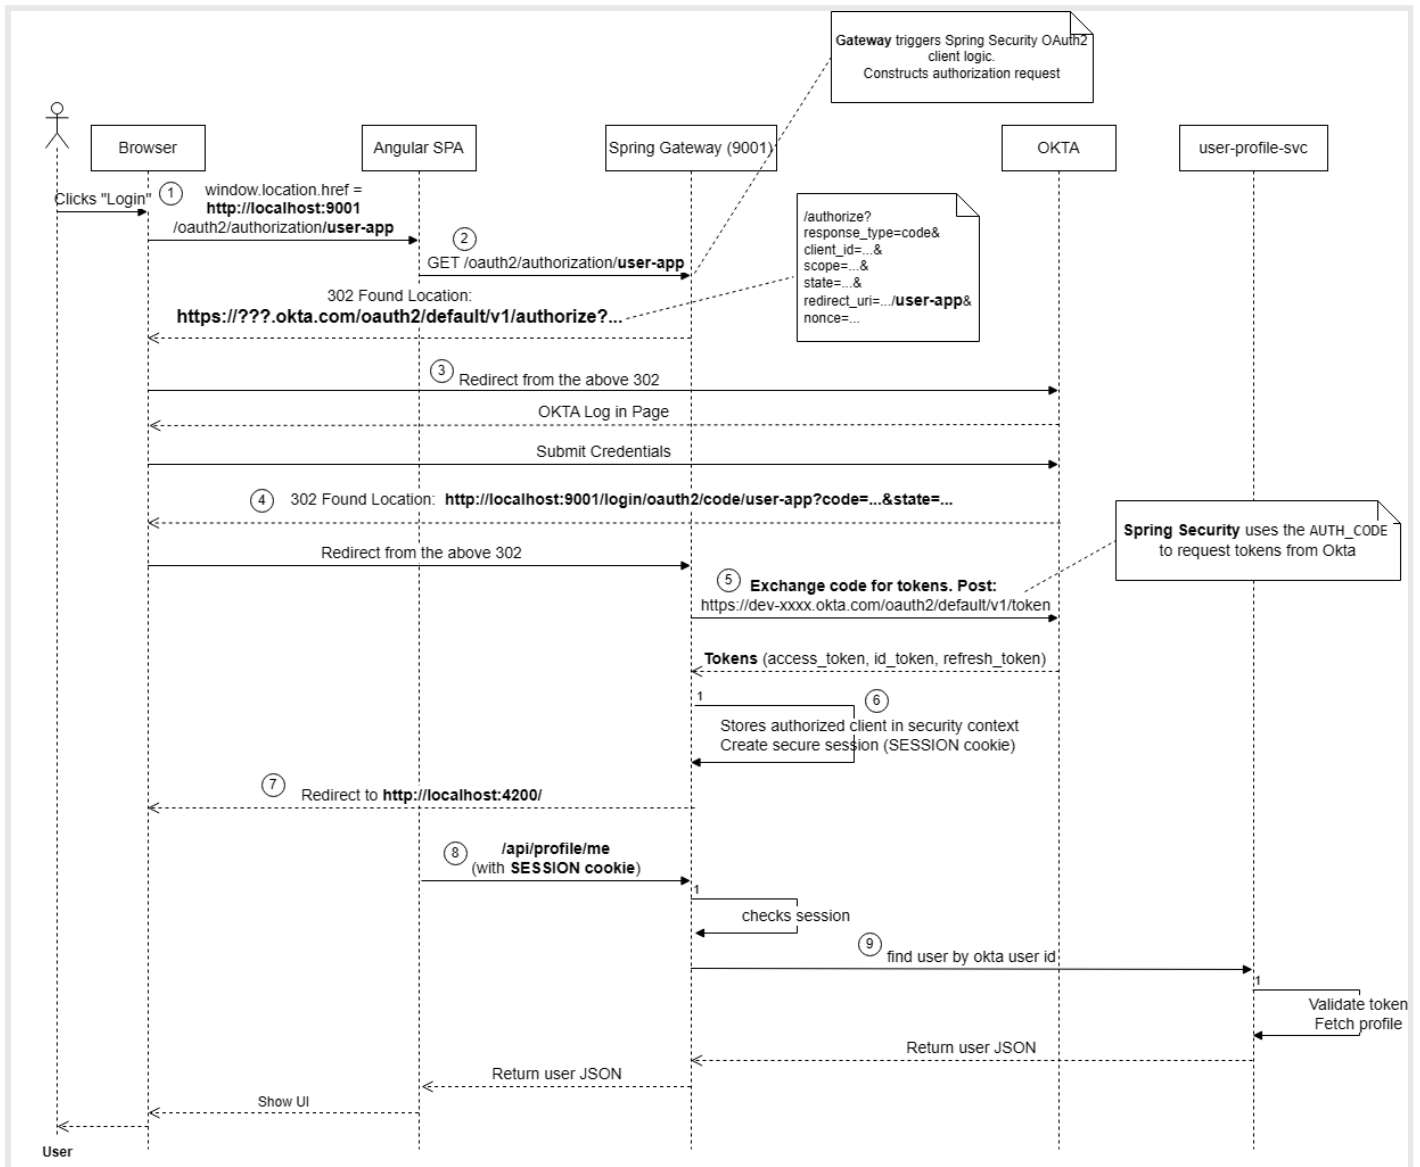 Gateway triggers Spring Security OAuth2
client logic.
Constructs authorization request
Browser
Angular SPA
Spring Gateway (9001)
OKTA
user-profile-svc
Clicks "Login"
1
window.location.href =
http://localhost:9001
/oauth2/authorization/user-app
2
GET /oauth2/authorization/user-app
/authorize?
response_type=code&
client_id=...&
scope=...&
state=...&
redirect_uri=.../user-app&
nonce=...
302 Found Location:
https://???.okta.com/oauth2/default/v1/authorize?...
3
Redirect from the above 302
OKTA Log in Page
Submit Credentials
4
302 Found Location: http://localhost:9001/login/oauth2/code/user-app?code=...&state=...
Spring Security uses the AUTH_CODE
to request tokens from Okta
Redirect from the above 302
5
Exchange code for tokens. Post:
https://dev-xxxx.okta.com/oauth2/default/v1/token
Tokens (access_token, id_token, refresh_token)
1
6
Stores authorized client in security context
Create secure session (SESSION cookie)
7
Redirect to http://localhost:4200/
8
/api/profile/me
(with SESSION cookie)
1
checks session
9
find user by okta user id
1
Validate token
Fetch profile
Return user JSON
Return user JSON
Show UI
User